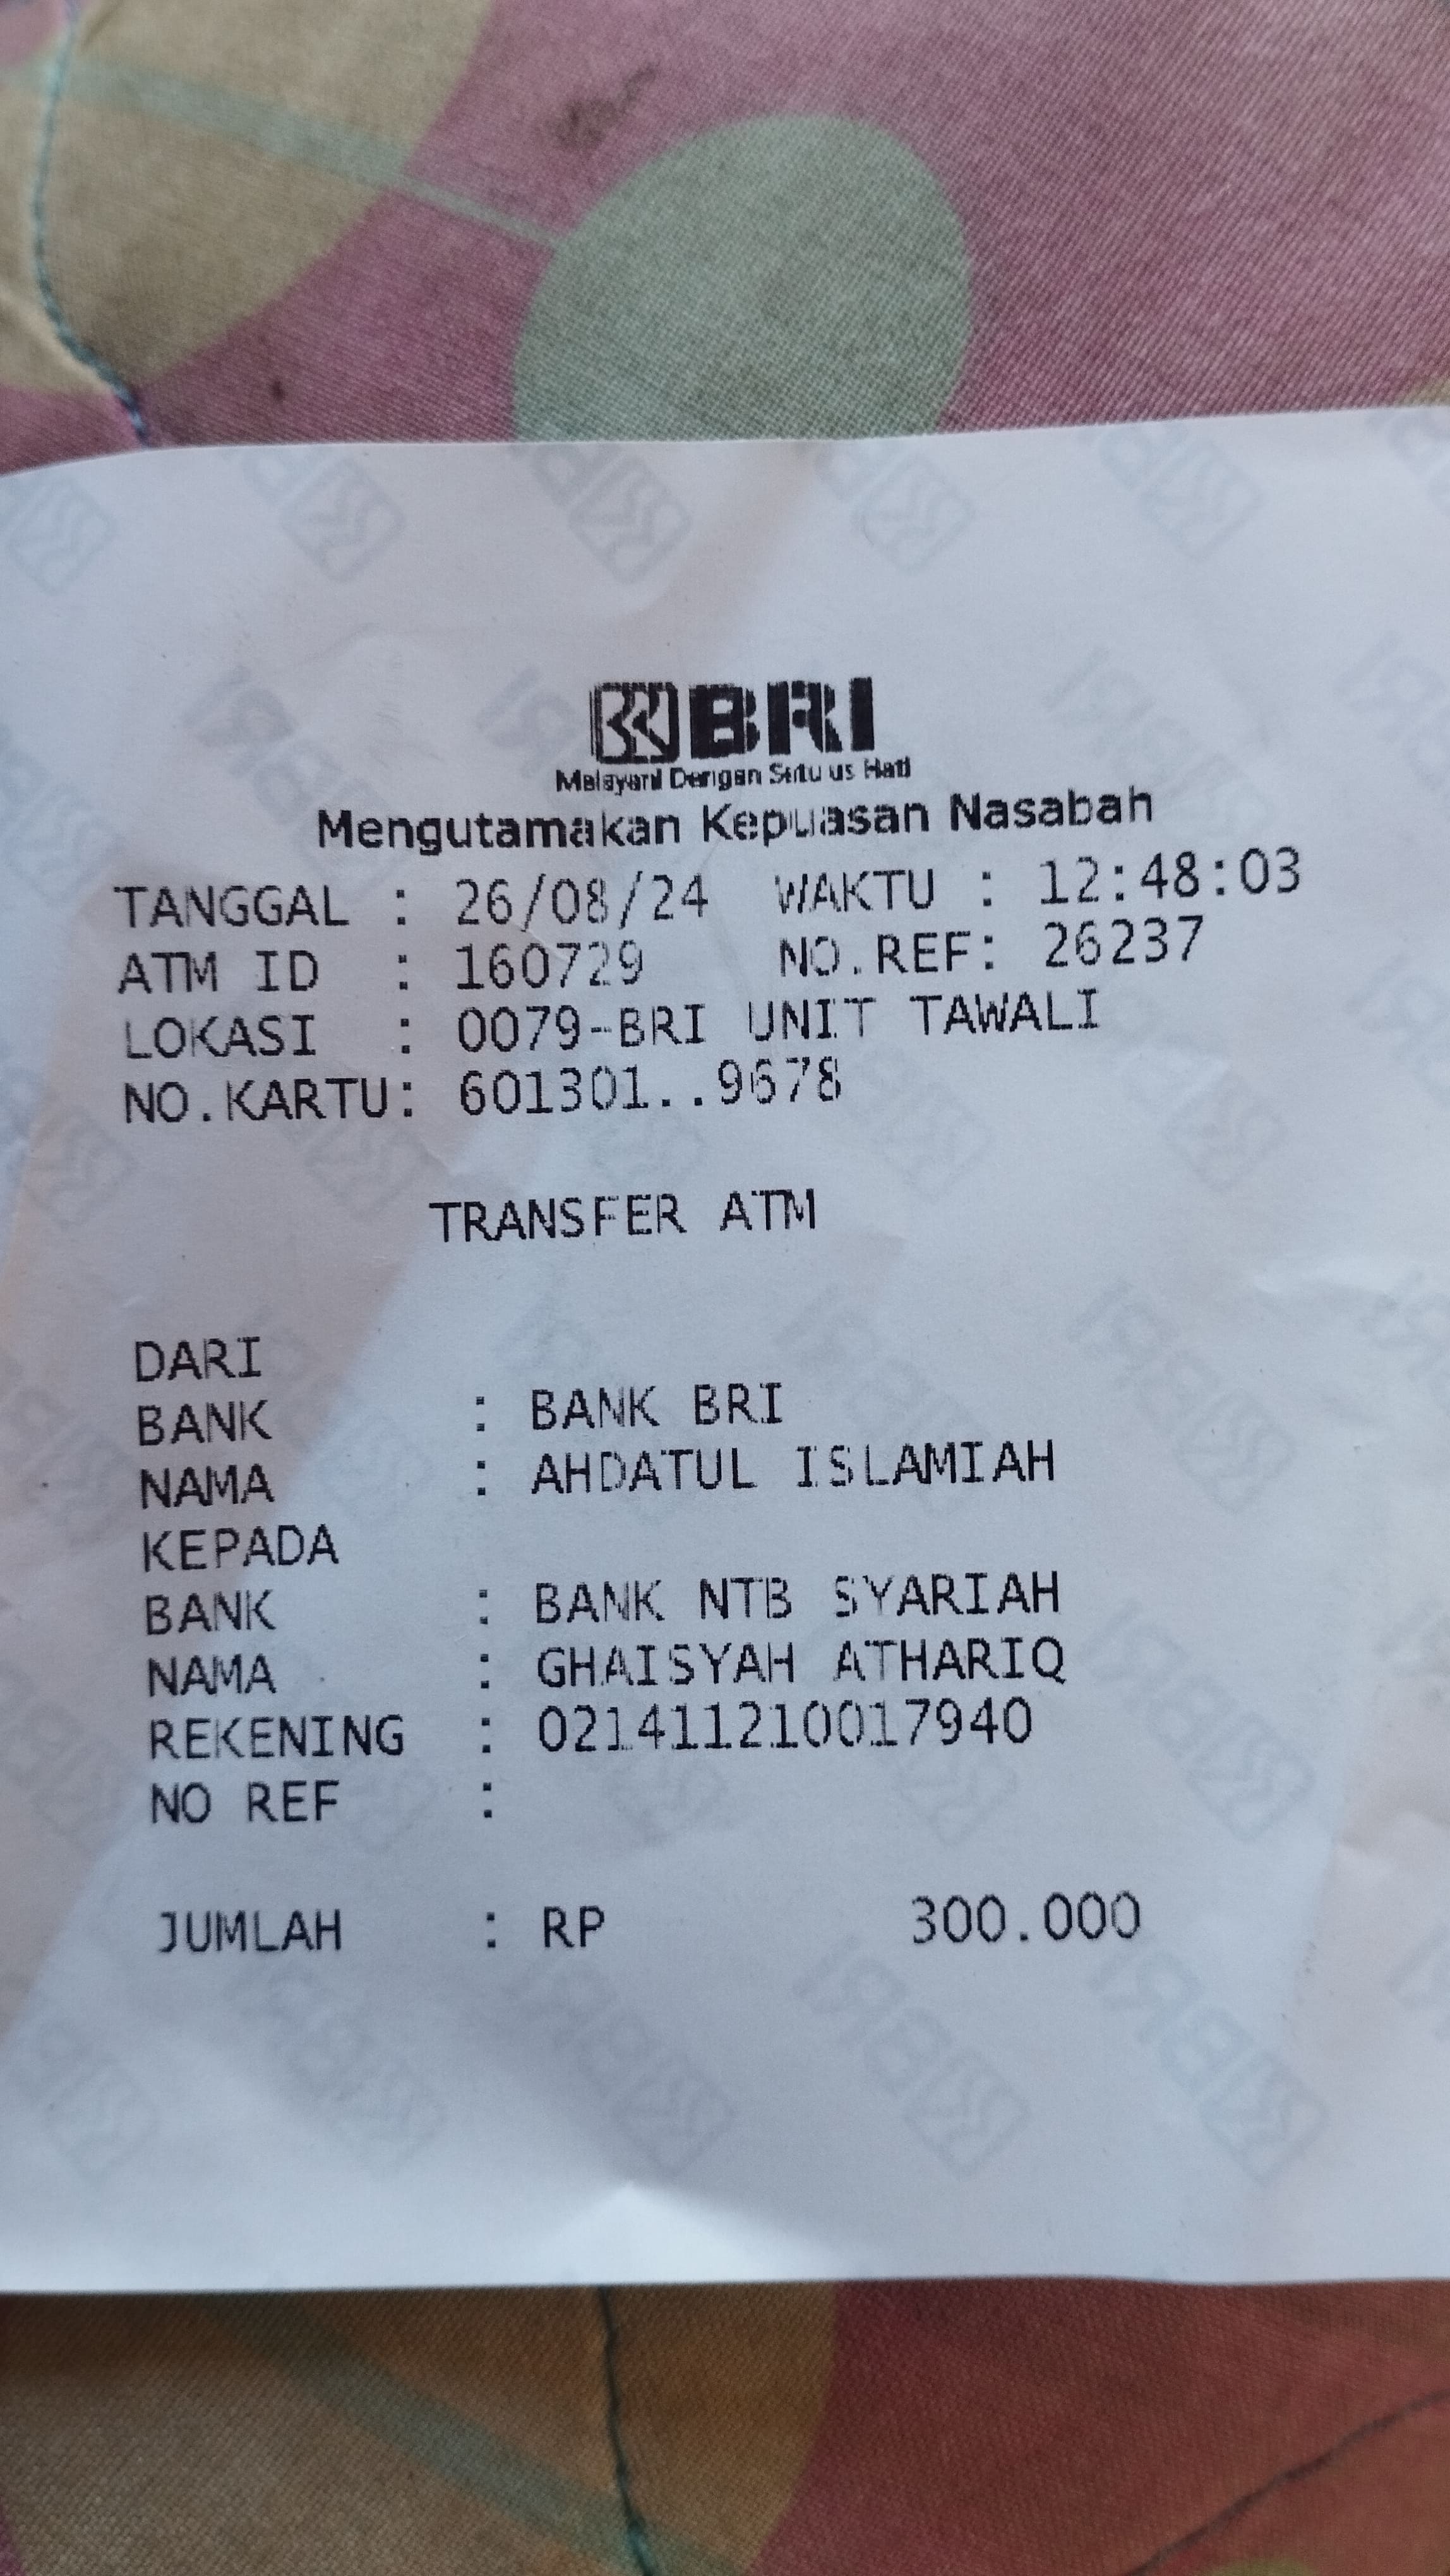 BRI
Melayani Dengan Setulus Hati
Mengutamakan Kepuasan Nasabah
TANGGAL : 26/08/24 WAKTU : 12:48:03
ATM ID : 160729 NO.REF: 26237
LOKASI : 0079-BRI UNIT TAWALI
NO.KARTU: 601301..9678
TRANSFER ATM
DARI
BANK : BANK BRI
NAMA : AHDATUL ISLAMIAH
KEPADA
BANK : BANK NTB SYARIAH
NAMA : GHAISYAH ATHARIQ
REKENING : 021411210017940
NO REF :
JUMLAH : RP 300.000